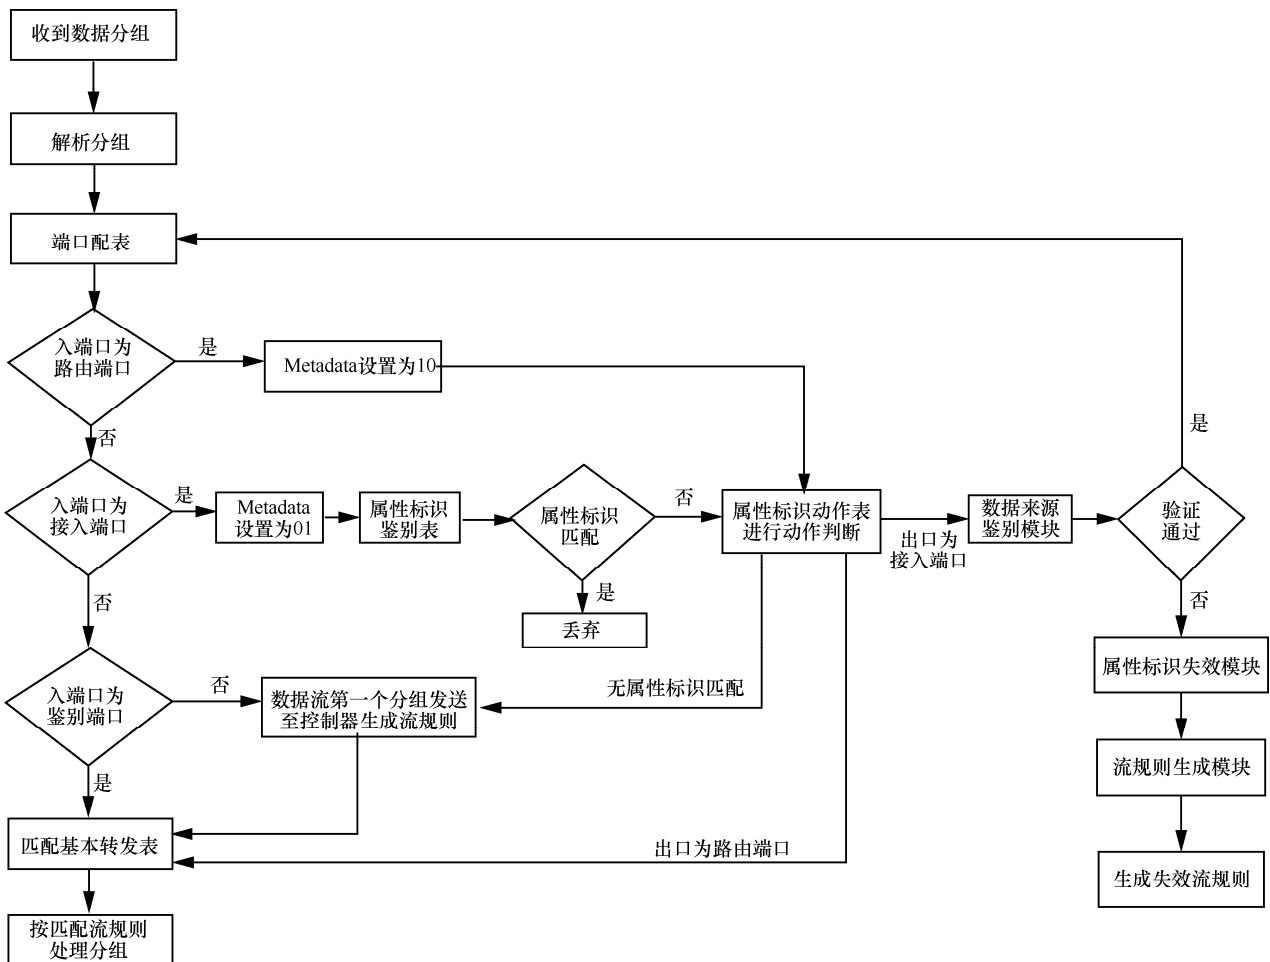 收到数据分组
解析分组
端口配表
入端口为
路由端口
是
Metadata设置为10
否
是
入端口为
接入端口
是
Metadata
设置为01
属性标识
鉴别表
属性标识
匹配
否
属性标识动作表
进行动作判断
出口为
接入端口
数据来源
鉴别模块
验证
通过
否
是
丢弃
否
属性标识失效模块
入端口为
鉴别端口
否
数据流第一个分组发送
至控制器生成流规则
无属性标识匹配
流规则生成模块
是
匹配基本转发表
出口为路由端口
生成失效流规则
按匹配流规则
处理分组